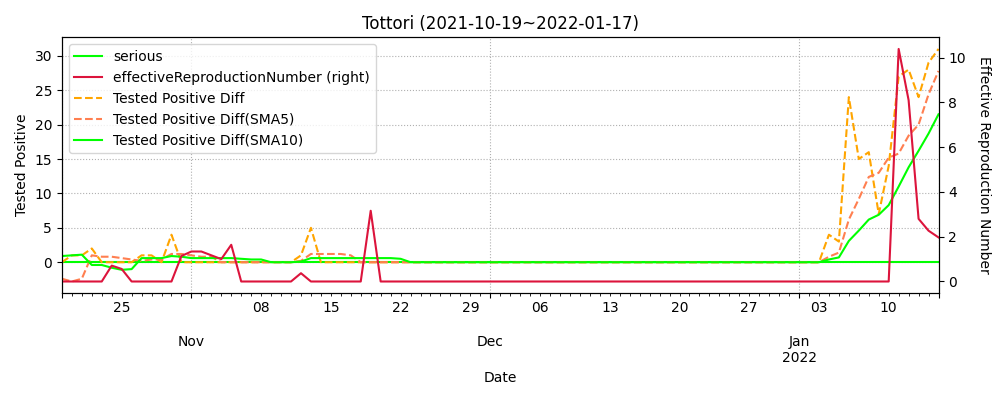 Tottori (2021-10-19~2022-01-17)
serious
effectiveReproductionNumber (right)
Tested Positive Diff
Tested Positive Diff(SMA5)
Tested Positive Diff(SMA10)
Tested Positive
30
25
20
15
10
5
0
Effective Reproduction Number
10
8
6
4
2
0
25 08 15 22 29 06 13 20 27 03 10
Nov Dec Jan
2022
Date